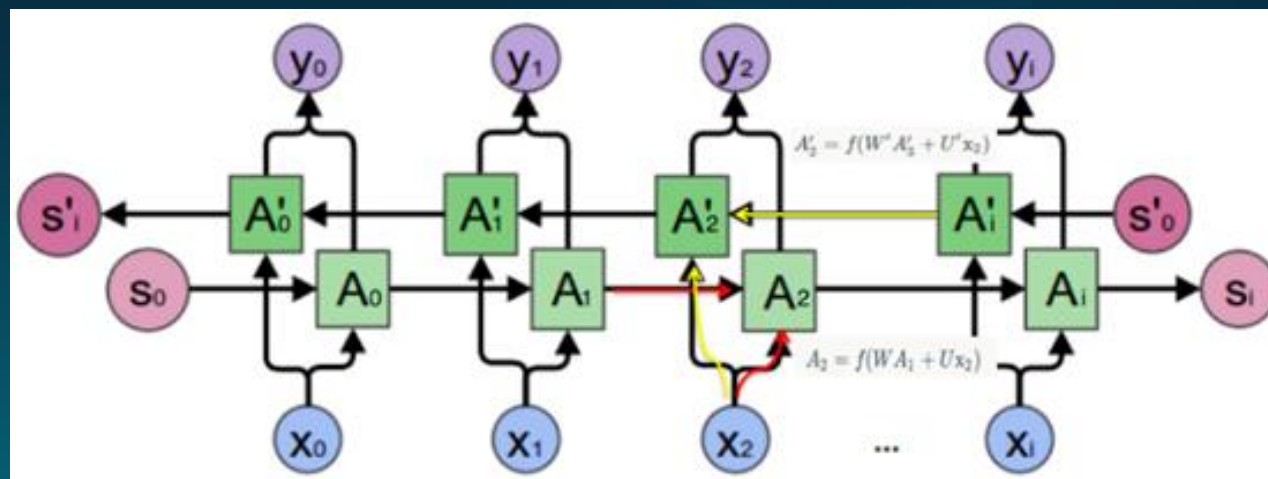 y₀ y₁ y₂ yᵢ
A'₂ = f(W'A'₃ + U'x₂)
s'ᵢ A'₀ A'₁ A'₂ A'ᵢ s'₀
s₀ A₀ A₁ A₂ Aᵢ sᵢ
A₂ = f(WA₁ + Ux₂)
x₀ x₁ x₂ ... xᵢ